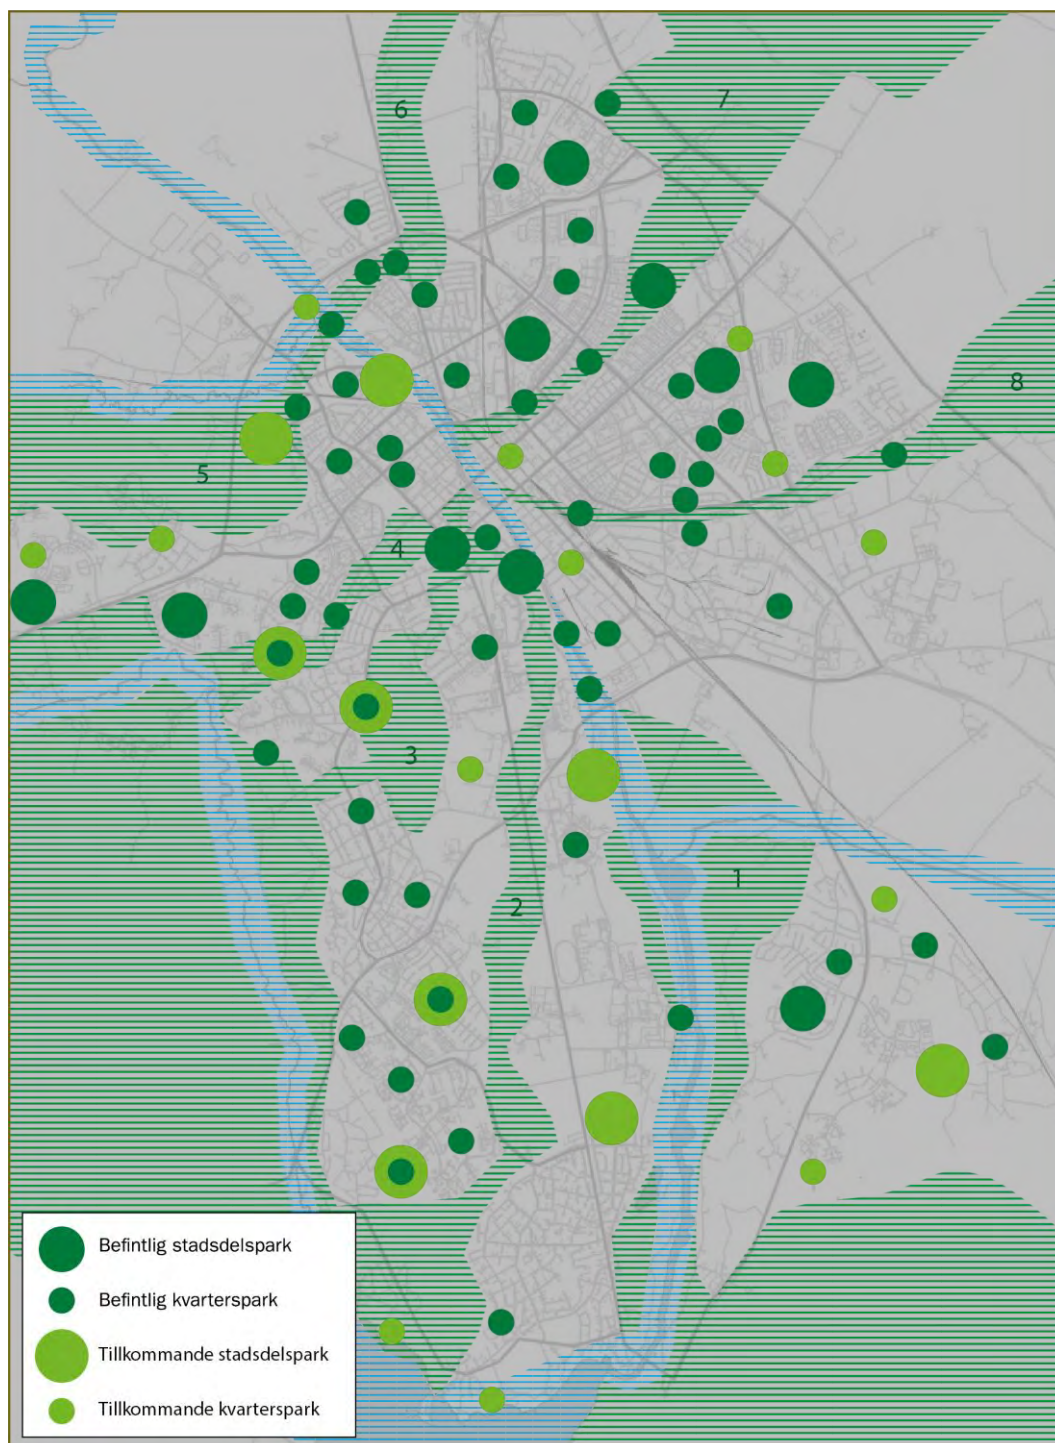 6
7
8
5
4
3
2
1
Befintlig stadsdelspark
Befintlig kvarterspark
Tillkommande stadsdelspark
Tillkommande kvarterspark